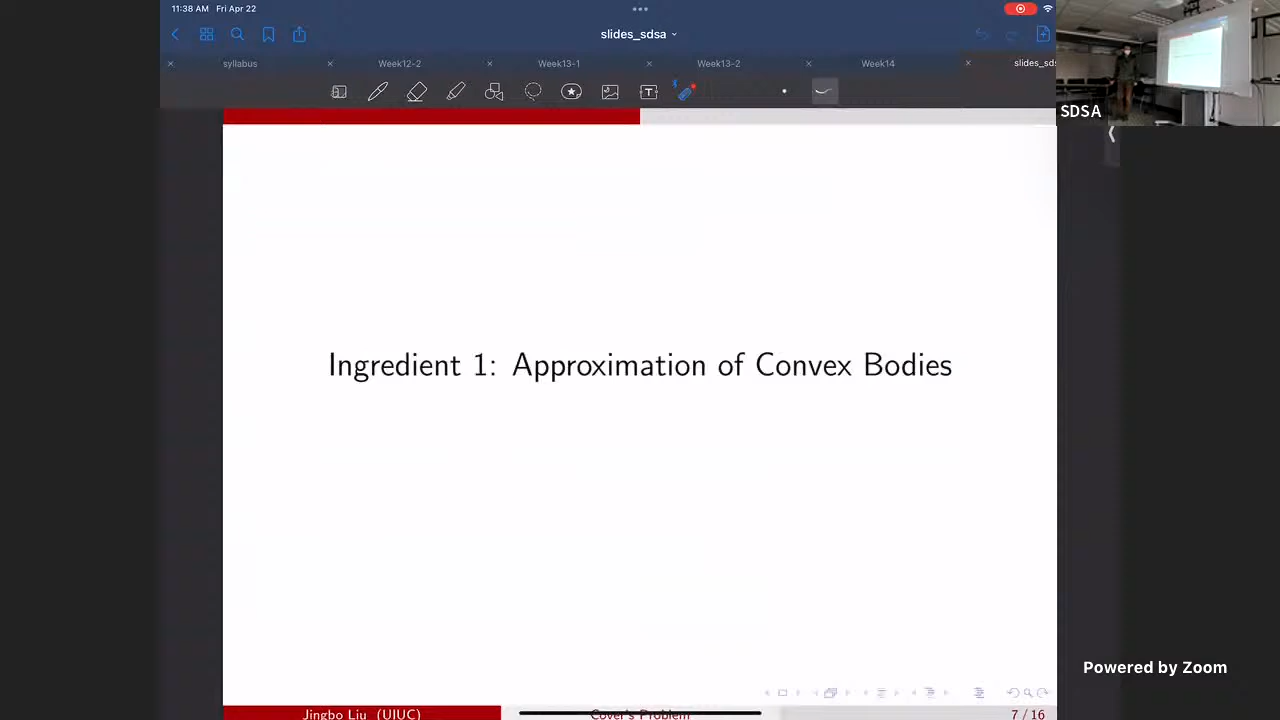 11:38 AM Fri Apr 22
slides_sdsa
syllabus
Week12-2
Week13-1
Week13-2
Week14
slides_sds
SDSA
Ingredient 1: Approximation of Convex Bodies
Powered by Zoom
Jingbo Liu (UIUC)
Cover's Problem
7 / 16